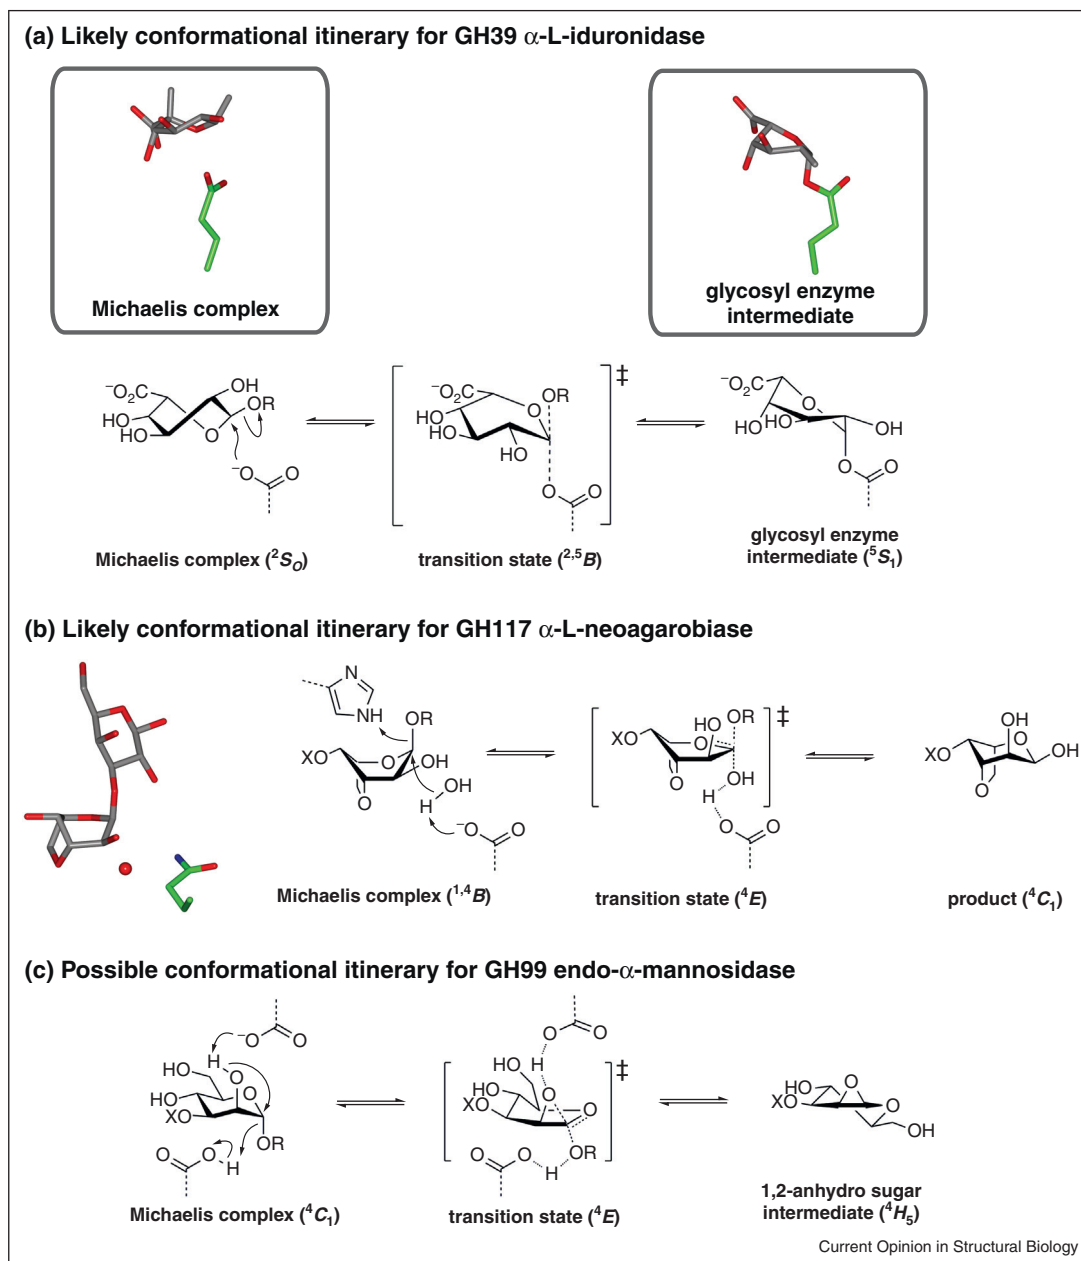 (a) Likely conformational itinerary for GH39 α-L-iduronidase
Michaelis complex
glycosyl enzyme
intermediate
⁻O₂C
OH
OR
HO
HO
O
⁻O
O
Michaelis complex (²S_O)
⁻O₂C
O
OR
HO
HO
HO
O
O
‡
transition state (²,⁵B)
⁻O₂C
O
HO
HO
OH
O
O
glycosyl enzyme
intermediate (⁵S₁)
(b) Likely conformational itinerary for GH117 α-L-neoagarobiase
N
NH
OR
XO
O
OH
O
OH
H
⁻O
O
Michaelis complex (¹,⁴B)
HO
OR
XO
O
O
OH
H
O
O
‡
transition state (⁴E)
OH
O
XO
OH
O
product (⁴C₁)
(c) Possible conformational itinerary for GH99 endo-α-mannosidase
⁻O
O
H
HO
O
HO
O
XO
OR
O
O
H
Michaelis complex (⁴C₁)
O
O
H
HO
O
HO
O
XO
OR
O
O
H
‡
transition state (⁴E)
HO
O
XO
O
OH
1,2-anhydro sugar
intermediate (⁴H₅)
Current Opinion in Structural Biology